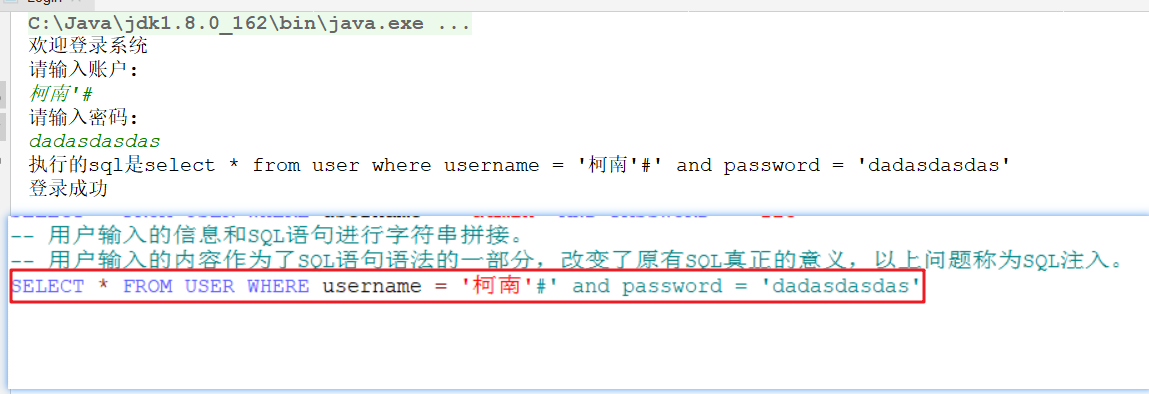 C:\Java\jdk1.8.0_162\bin\java.exe ...
欢迎登录系统
请输入账户:
柯南'#
请输入密码:
dadasdasdas
执行的sql是select * from user where username = '柯南'#' and password = 'dadasdasdas'
登录成功
-- 用户输入的信息和SQL语句进行字符串拼接。
-- 用户输入的内容作为了SQL语句语法的一部分，改变了原有SQL真正的意义，以上问题称为SQL注入。
SELECT * FROM USER WHERE username = '柯南'#' and password = 'dadasdasdas'